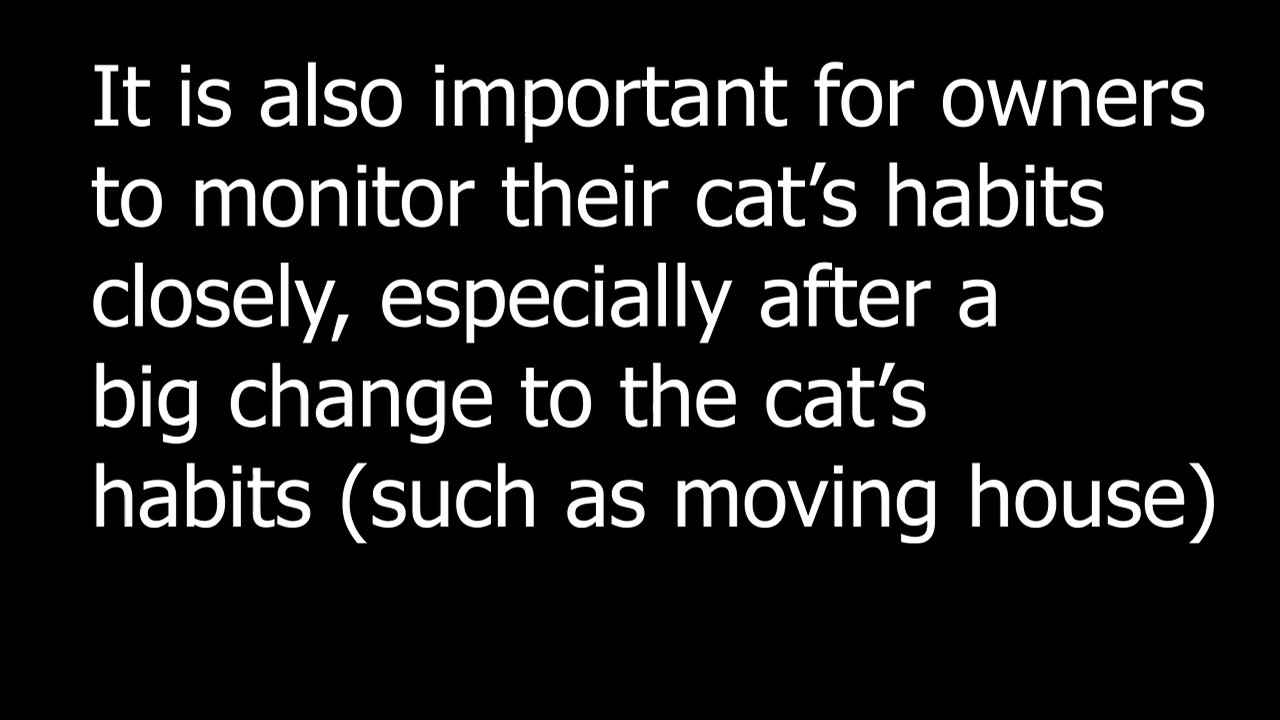 It is also important for owners
to monitor their cat’s habits
closely, especially after a
big change to the cat’s
habits (such as moving house)